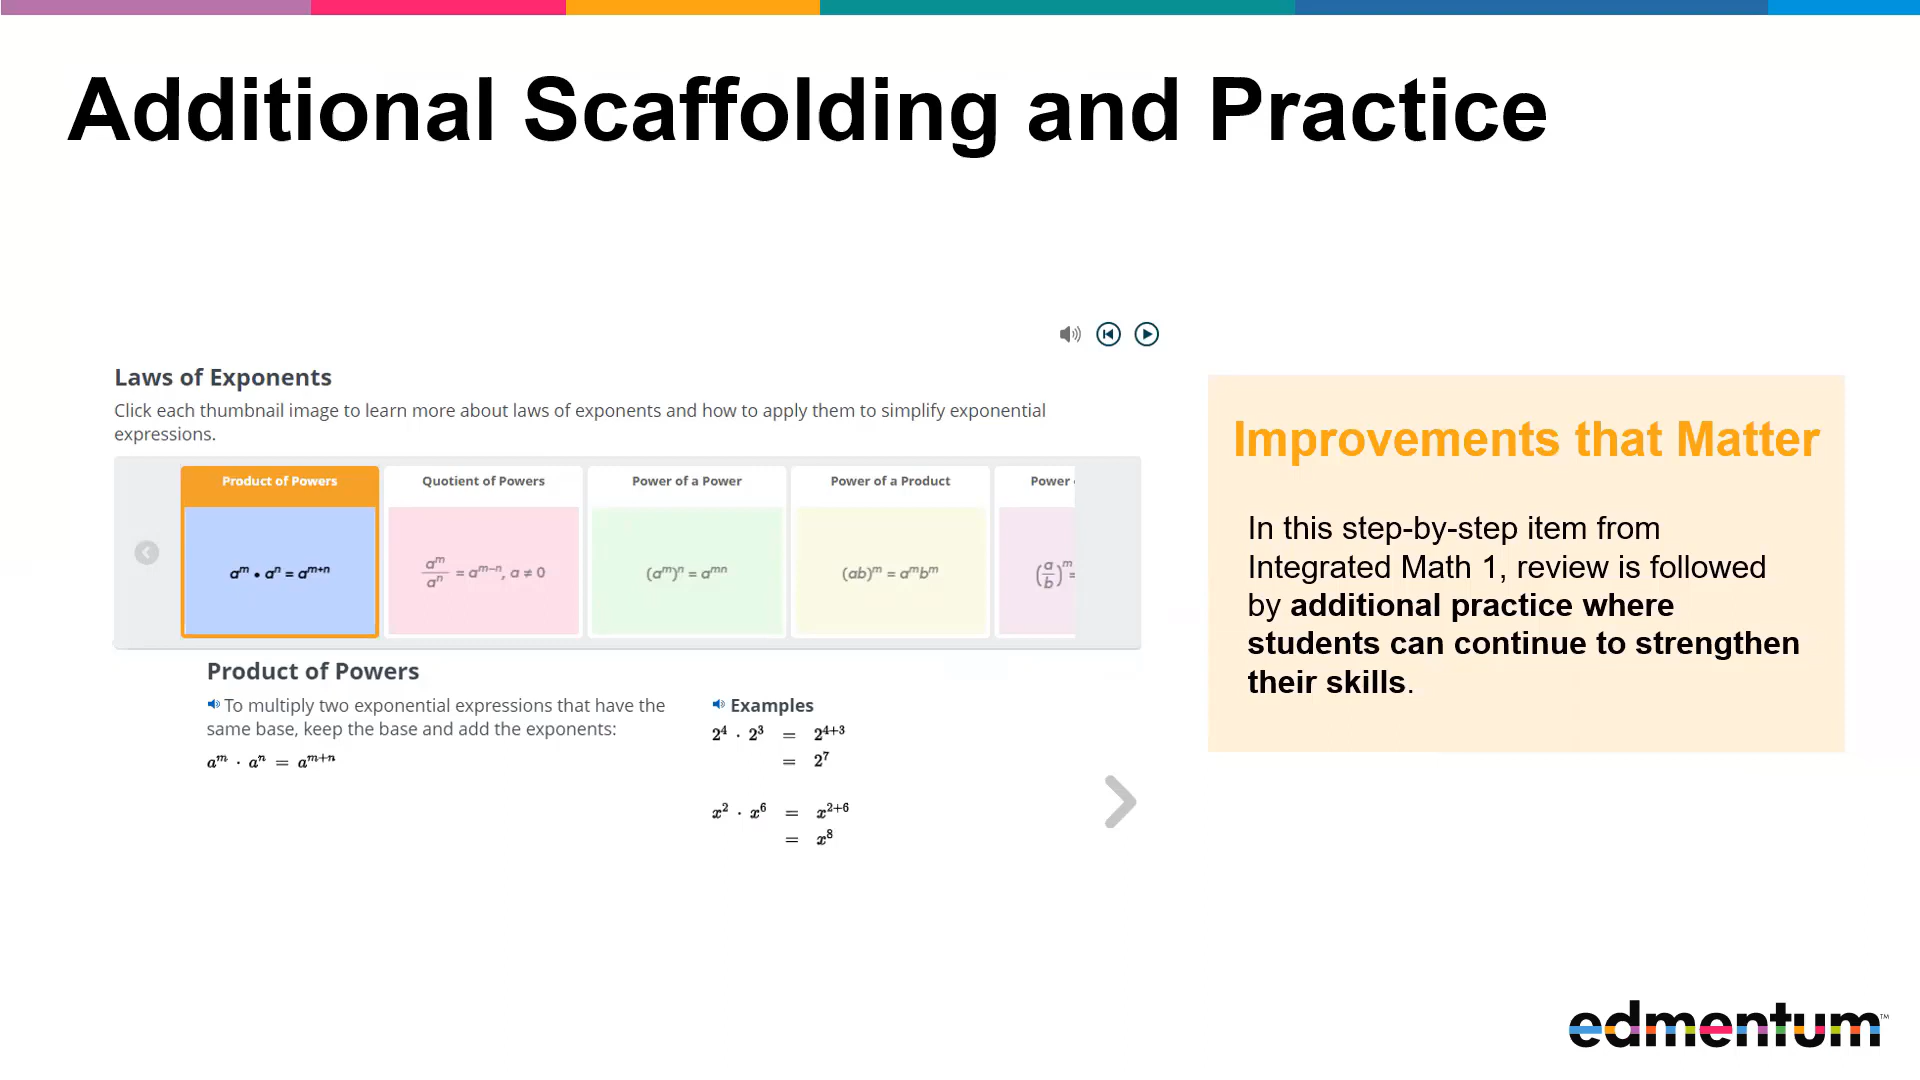 Additional Scaffolding and Practice
Laws of Exponents
Click each thumbnail image to learn more about laws of exponents and how to apply them to simplify exponential
expressions.
Product of Powers
Quotient of Powers
Power of a Power
Power of a Product
Power
aᵐ • aⁿ = aᵐ⁺ⁿ
aᵐ/aⁿ = aᵐ⁻ⁿ, a ≠ 0
(aᵐ)ⁿ = aᵐⁿ
(ab)ᵐ = aᵐbᵐ
(a/b)ᵐ =
Product of Powers
To multiply two exponential expressions that have the
same base, keep the base and add the exponents:
aᵐ · aⁿ = aᵐ⁺ⁿ
Examples
2⁴ · 2³ = 2⁴⁺³
= 2⁷
x² · x⁶ = x²⁺⁶
= x⁸
Improvements that Matter
In this step-by-step item from
Integrated Math 1, review is followed
by additional practice where
students can continue to strengthen
their skills.
edmentum™